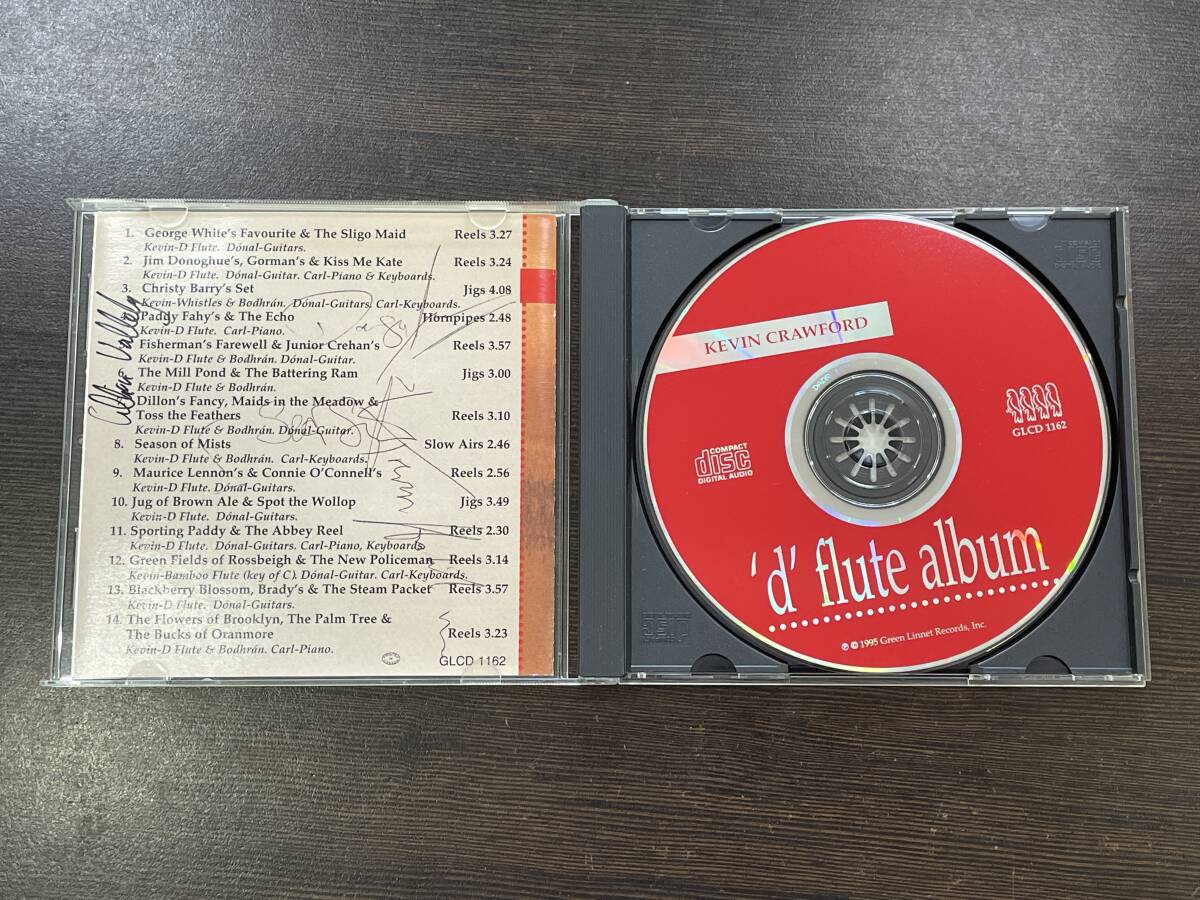 1. George White's Favourite & The Sligo Maid Reels 3.27
Kevin-D Flute. Dónal-Guitars.
2. Jim Donoghue's, Gorman's & Kiss Me Kate Reels 3.24
Kevin-D Flute. Dónal-Guitar. Carl-Piano & Keyboards.
3. Christy Barry's Set Jigs 4.08
Kevin-Whistles & Bodhrán. Dónal-Guitars. Carl-Keyboards.
4. Paddy Fahy's & The Echo Hornpipes 2.48
Kevin-D Flute. Carl-Piano.
Fisherman's Farewell & Junior Crehan's Reels 3.57
Kevin-D Flute & Bodhrán. Dónal-Guitar.
The Mill Pond & The Battering Ram Jigs 3.00
Kevin-D Flute & Bodhrán.
Dillon's Fancy, Maids in the Meadow &
Toss the Feathers Reels 3.10
Kevin-D Flute & Bodhrán. Dónal-Guitar.
8. Season of Mists Slow Airs 2.46
Kevin-D Flute & Bodhrán. Carl-Keyboards.
9. Maurice Lennon's & Connie O'Connell's Reels 2.56
Kevin-D Flute. Dónal-Guitars.
10. Jug of Brown Ale & Spot the Wollop Jigs 3.49
Kevin-D Flute. Dónal-Guitars.
11. Sporting Paddy & The Abbey Reel Reels 2.30
Kevin-D Flute. Dónal-Guitars. Carl-Piano, Keyboards.
12. Green Fields of Rossbeigh & The New Policeman Reels 3.14
Kevin-Bamboo Flute (key of C). Dónal-Guitar. Carl-Keyboards.
13. Blackberry Blossom, Brady's & The Steam Packet Reels 3.57
Kevin-D Flute. Dónal-Guitars.
14. The Flowers of Brooklyn, The Palm Tree &
The Bucks of Oranmore Reels 3.23
Kevin-D Flute & Bodhrán. Carl-Piano.
GLCD 1162
KEVIN CRAWFORD
GLCD 1162
COMPACT
disc
DIGITAL AUDIO
'd' flute album
℗ © 1995 Green Linnet Records, Inc.